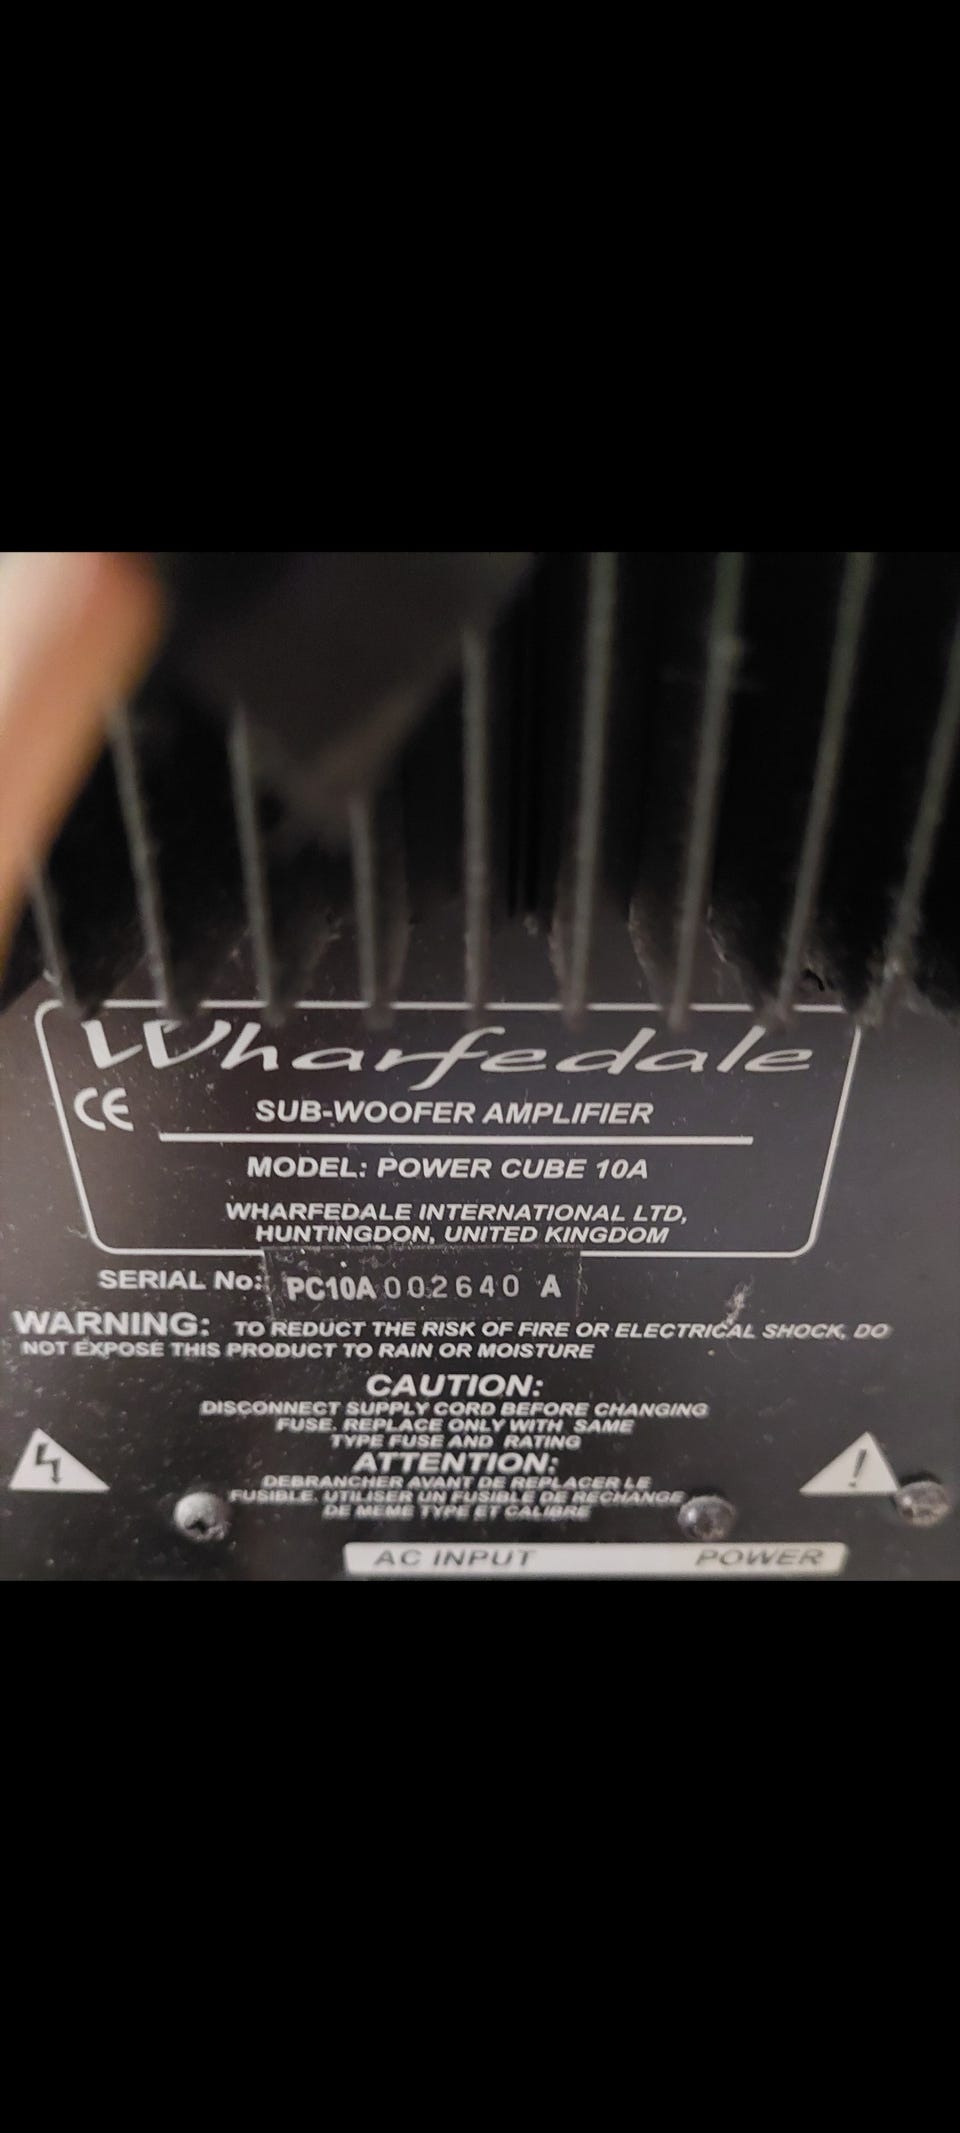 Wharfedale
CE
SUB-WOOFER AMPLIFIER
MODEL: POWER CUBE 10A
WHARFEDALE INTERNATIONAL LTD,
HUNTINGDON, UNITED KINGDOM
SERIAL No: PC10A 002640 A
WARNING: TO REDUCT THE RISK OF FIRE OR ELECTRICAL SHOCK, DO
NOT EXPOSE THIS PRODUCT TO RAIN OR MOISTURE
CAUTION:
DISCONNECT SUPPLY CORD BEFORE CHANGING
FUSE. REPLACE ONLY WITH SAME
TYPE FUSE AND RATING
ATTENTION:
DEBRANCHER AVANT DE REPLACER LE
FUSIBLE. UTILISER UN FUSIBLE DE RECHANGE
DE MEME TYPE ET CALIBRE
!
AC INPUT POWER